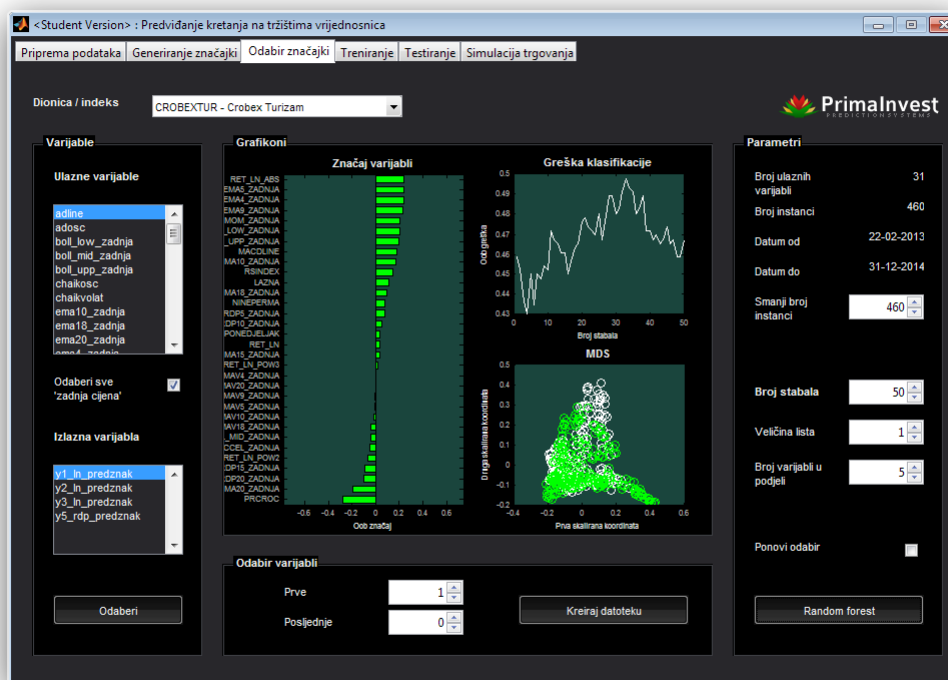 <Student Version> : Predviđanje kretanja na tržištima vrijednosnica
Priprema podataka
Generiranje značajki
Odabir značajki
Treniranje
Testiranje
Simulacija trgovanja
Dionica / indeks
CROBEXTUR - Crobex Turizam
PrimaInvest
PREDICTION SYSTEMS
Varijable
Ulazne varijable
adline
adosc
boll_low_zadnja
boll_mid_zadnja
boll_upp_zadnja
chaikosc
chaikvolat
ema10_zadnja
ema18_zadnja
ema20_zadnja
ema4_zadnja
Odaberi sve
'zadnja cijena'
Izlazna varijabla
y1_ln_predznak
y2_ln_predznak
y3_ln_predznak
y5_rdp_predznak
Odaberi
Grafikoni
Značaj varijabli
RET_LN_ABS
EMA5_ZADNJA
EMA4_ZADNJA
EMA9_ZADNJA
MOM_ZADNJA
_LOW_ZADNJA
_UPP_ZADNJA
MACDLINE
MA10_ZADNJA
RSINDEX
LAZNA
MA18_ZADNJA
NINEPERMA
RDP5_ZADNJA
DP10_ZADNJA
PONEDJELJAK
RET_LN
MA15_ZADNJA
RET_LN_POW3
MAV4_ZADNJA
AV20_ZADNJA
MAV9_ZADNJA
MAV5_ZADNJA
AV10_ZADNJA
AV18_ZADNJA
_MID_ZADNJA
CCEL_ZADNJA
RET_LN_POW2
DP15_ZADNJA
DP20_ZADNJA
MA20_ZADNJA
PRCROC
-0.6 -0.4 -0.2 0 0.2 0.4 0.6
Oob značaj
Greška klasifikacije
0.5
0.49
0.48
0.47
0.46
0.45
0.44
0.43
0 10 20 30 40 50
Oob greška
Broj stabala
MDS
0.5
0.4
0.3
0.2
0.1
0
-0.1
-0.2
-0.4 -0.2 0 0.2 0.4 0.6
Druga skalirana koordinata
Prva skalirana koordinata
Odabir varijabli
Prve 1
Posljednje 0
Kreiraj datoteku
Parametri
Broj ulaznih
varijabli
31
Broj instanci 460
Datum od 22-02-2013
Datum do 31-12-2014
Smanji broj
instanci
460
Broj stabala 50
Veličina lista 1
Broj varijabli u
podjeli
5
Ponovi odabir
Random forest